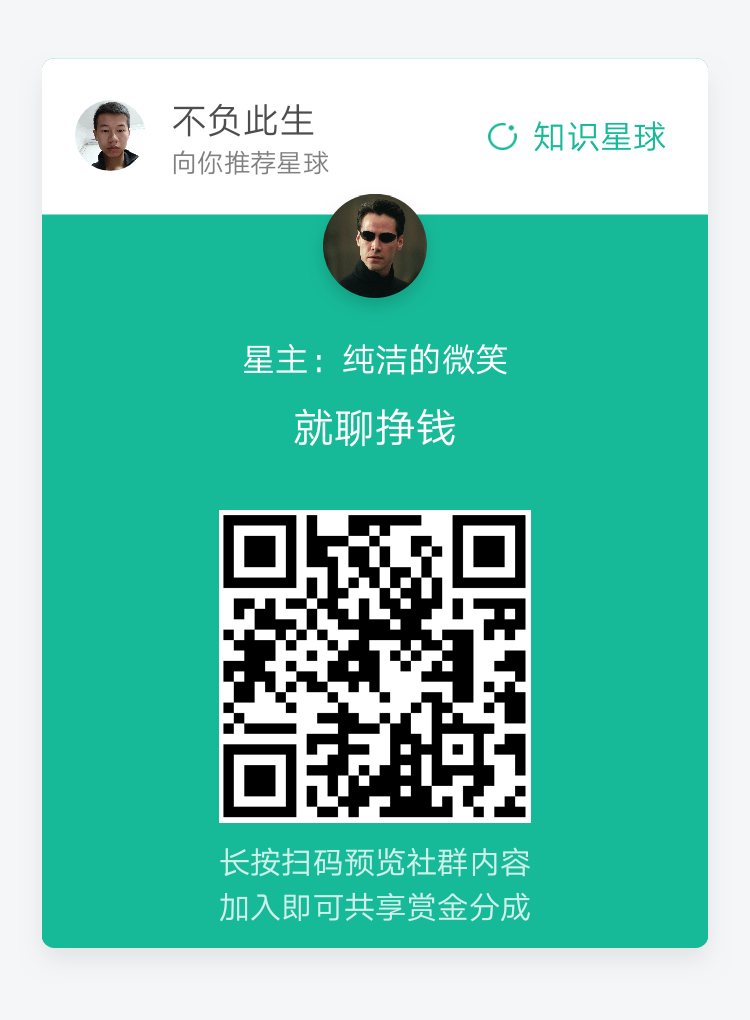 不负此生
向你推荐星球
知识星球
星主：纯洁的微笑
就聊挣钱
长按扫码预览社群内容
加入即可共享赏金分成